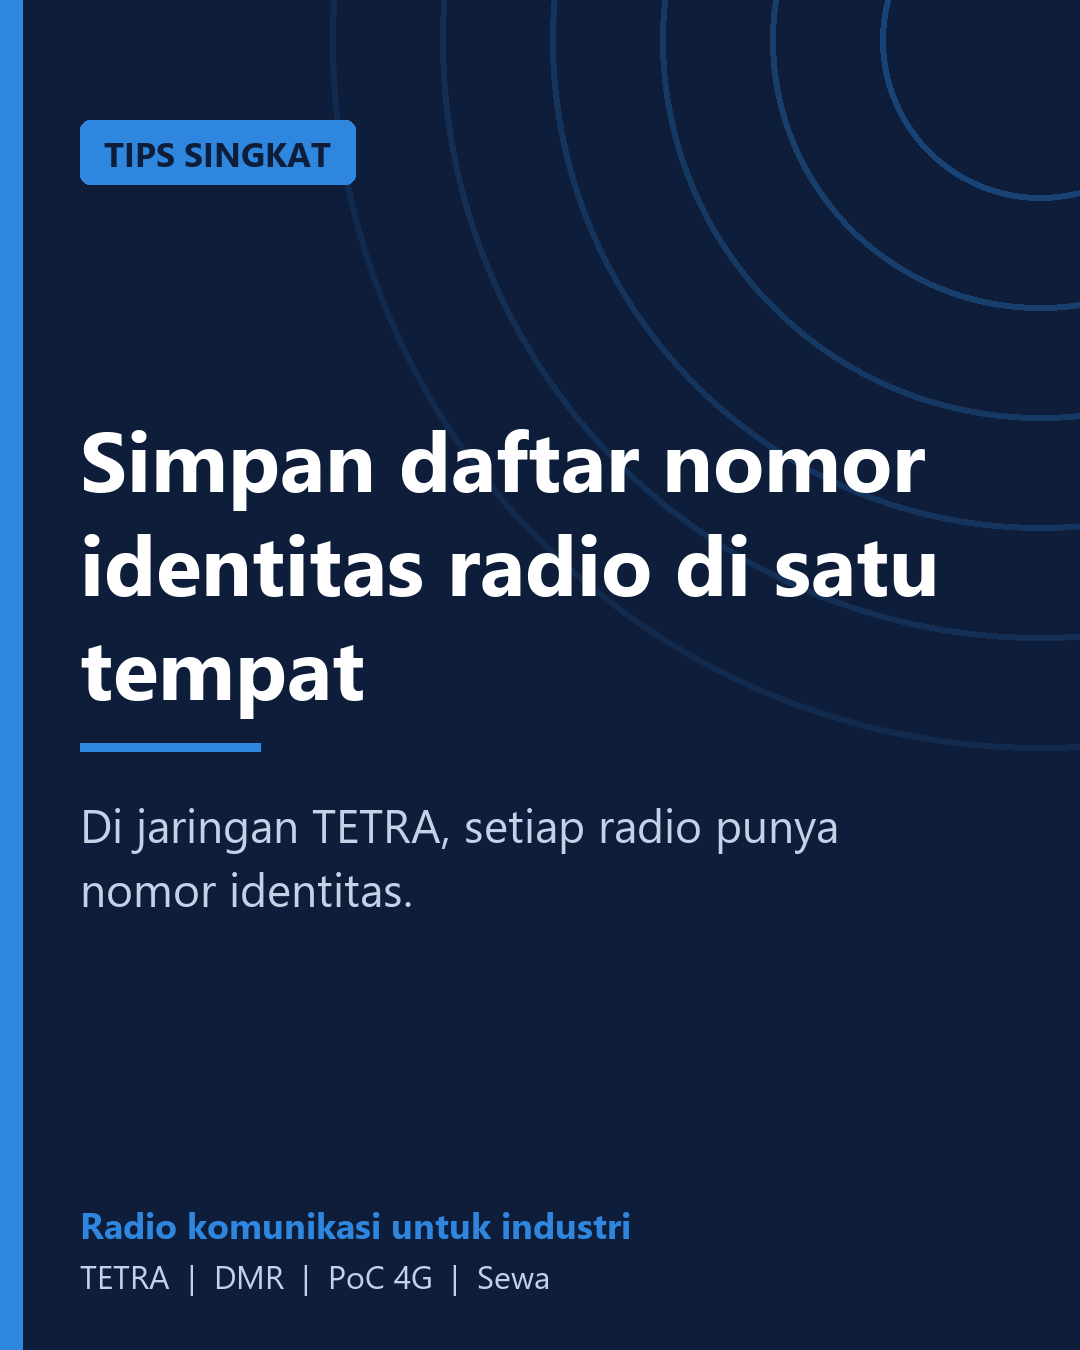 TIPS SINGKAT
Simpan daftar nomor
identitas radio di satu
tempat
Di jaringan TETRA, setiap radio punya
nomor identitas.
Radio komunikasi untuk industri
TETRA | DMR | PoC 4G | Sewa